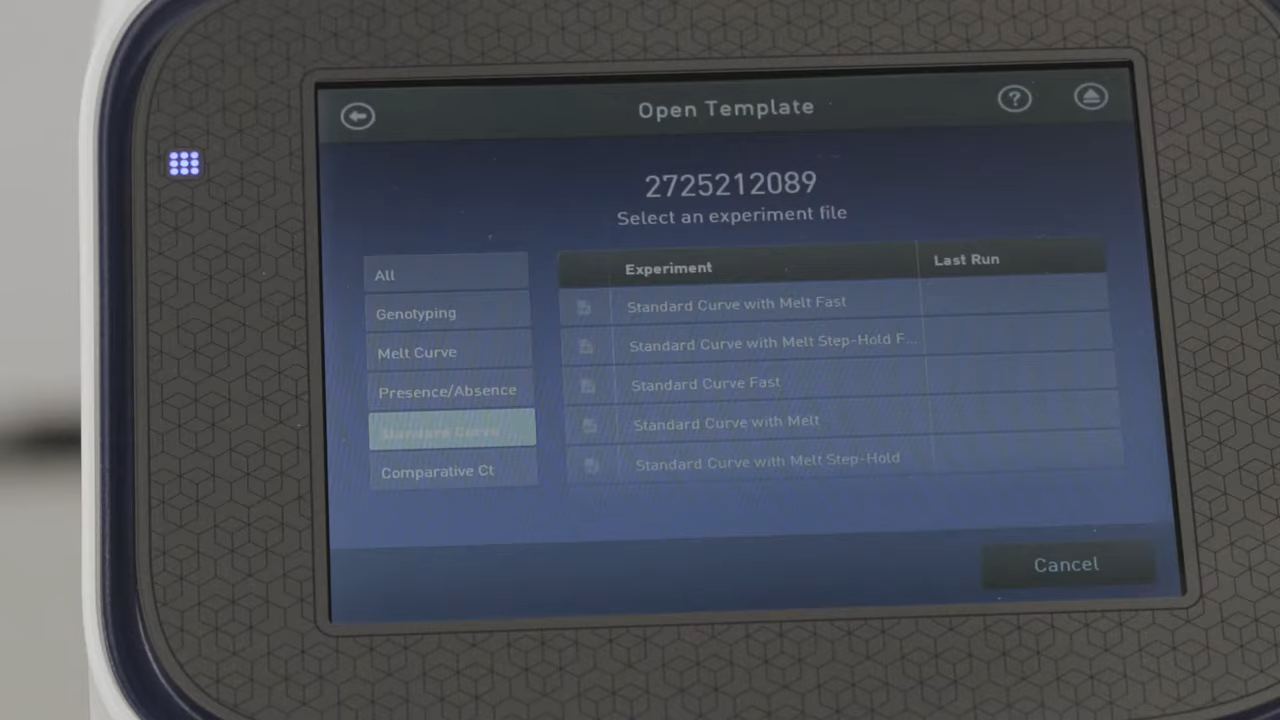 Open Template
?
2725212089
Select an experiment file
All
Genotyping
Melt Curve
Presence/Absence
Standard Curve
Comparative Ct
Experiment Last Run
Standard Curve with Melt Fast
Standard Curve with Melt Step-Hold F...
Standard Curve Fast
Standard Curve with Melt
Standard Curve with Melt Step-Hold
Cancel